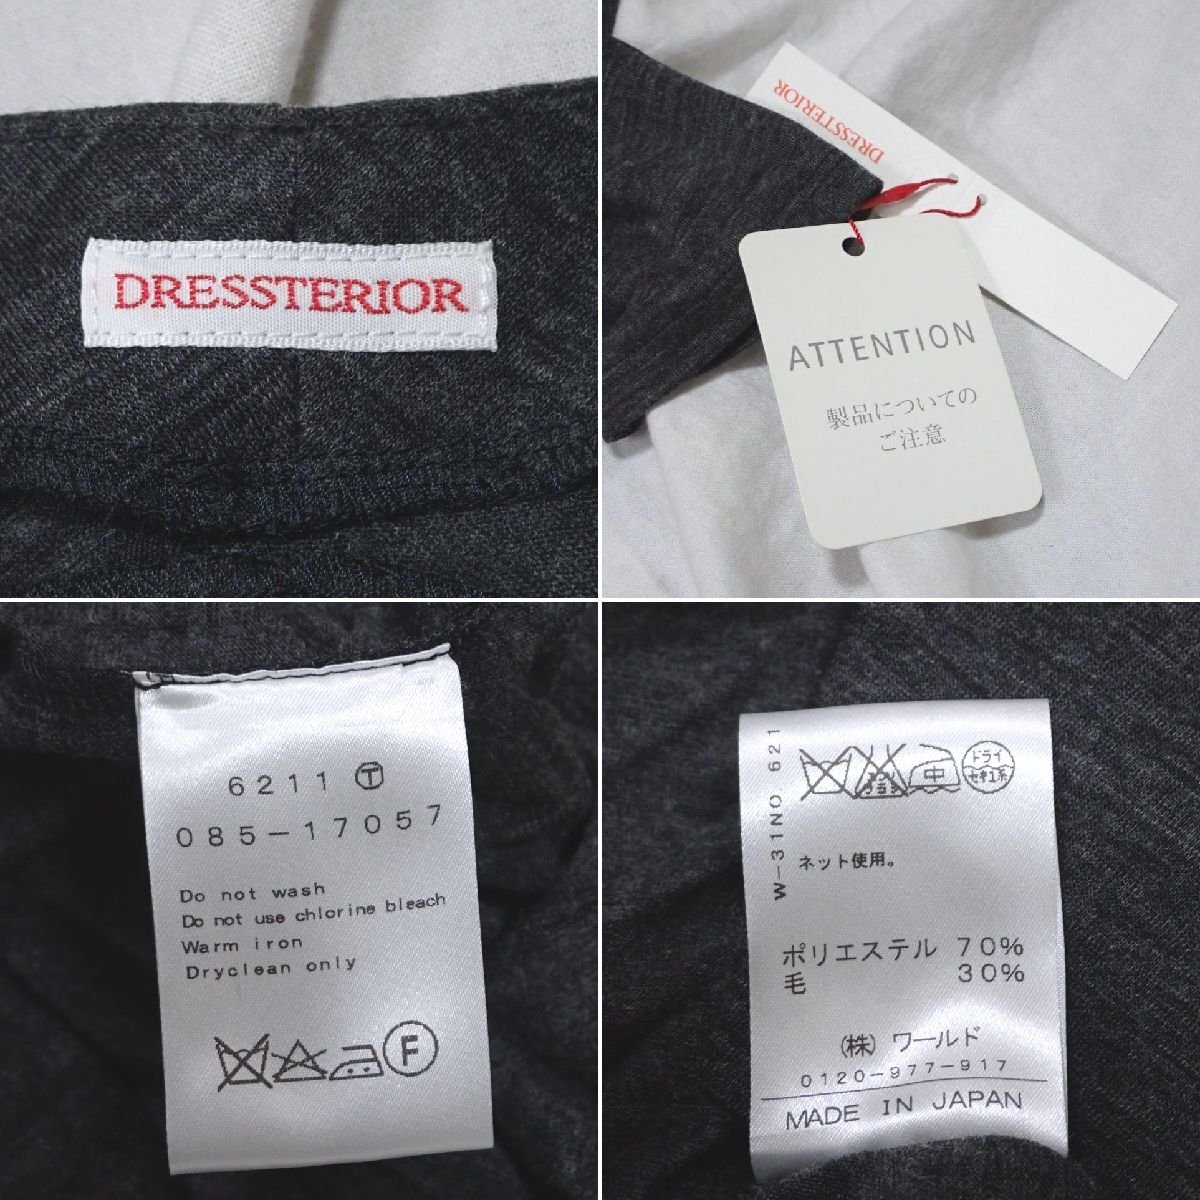 DRESSTERIOR
DRESSTERIOR
ATTENTION
製品についての
ご注意
6211 Ⓣ
085-17057
Do not wash
Do not use chlorine bleach
Warm iron
Dryclean only
F
W-31NO 621
中
ドライ
ネット使用。
ポリエステル 70%
毛 30%
(株) ワールド
0120-977-917
MADE IN JAPAN